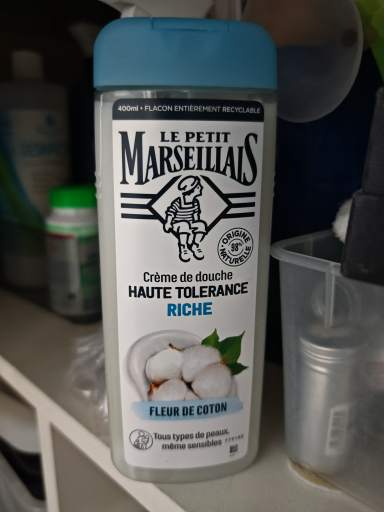 400ml • FLACON ENTIÈREMENT RECYCLABLE
LE PETIT
MARSEILLAIS
ORIGINE
98%
NATURELLE
Crème de douche
HAUTE TOLERANCE
RICHE
FLEUR DE COTON
Tous types de peaux,
même sensibles